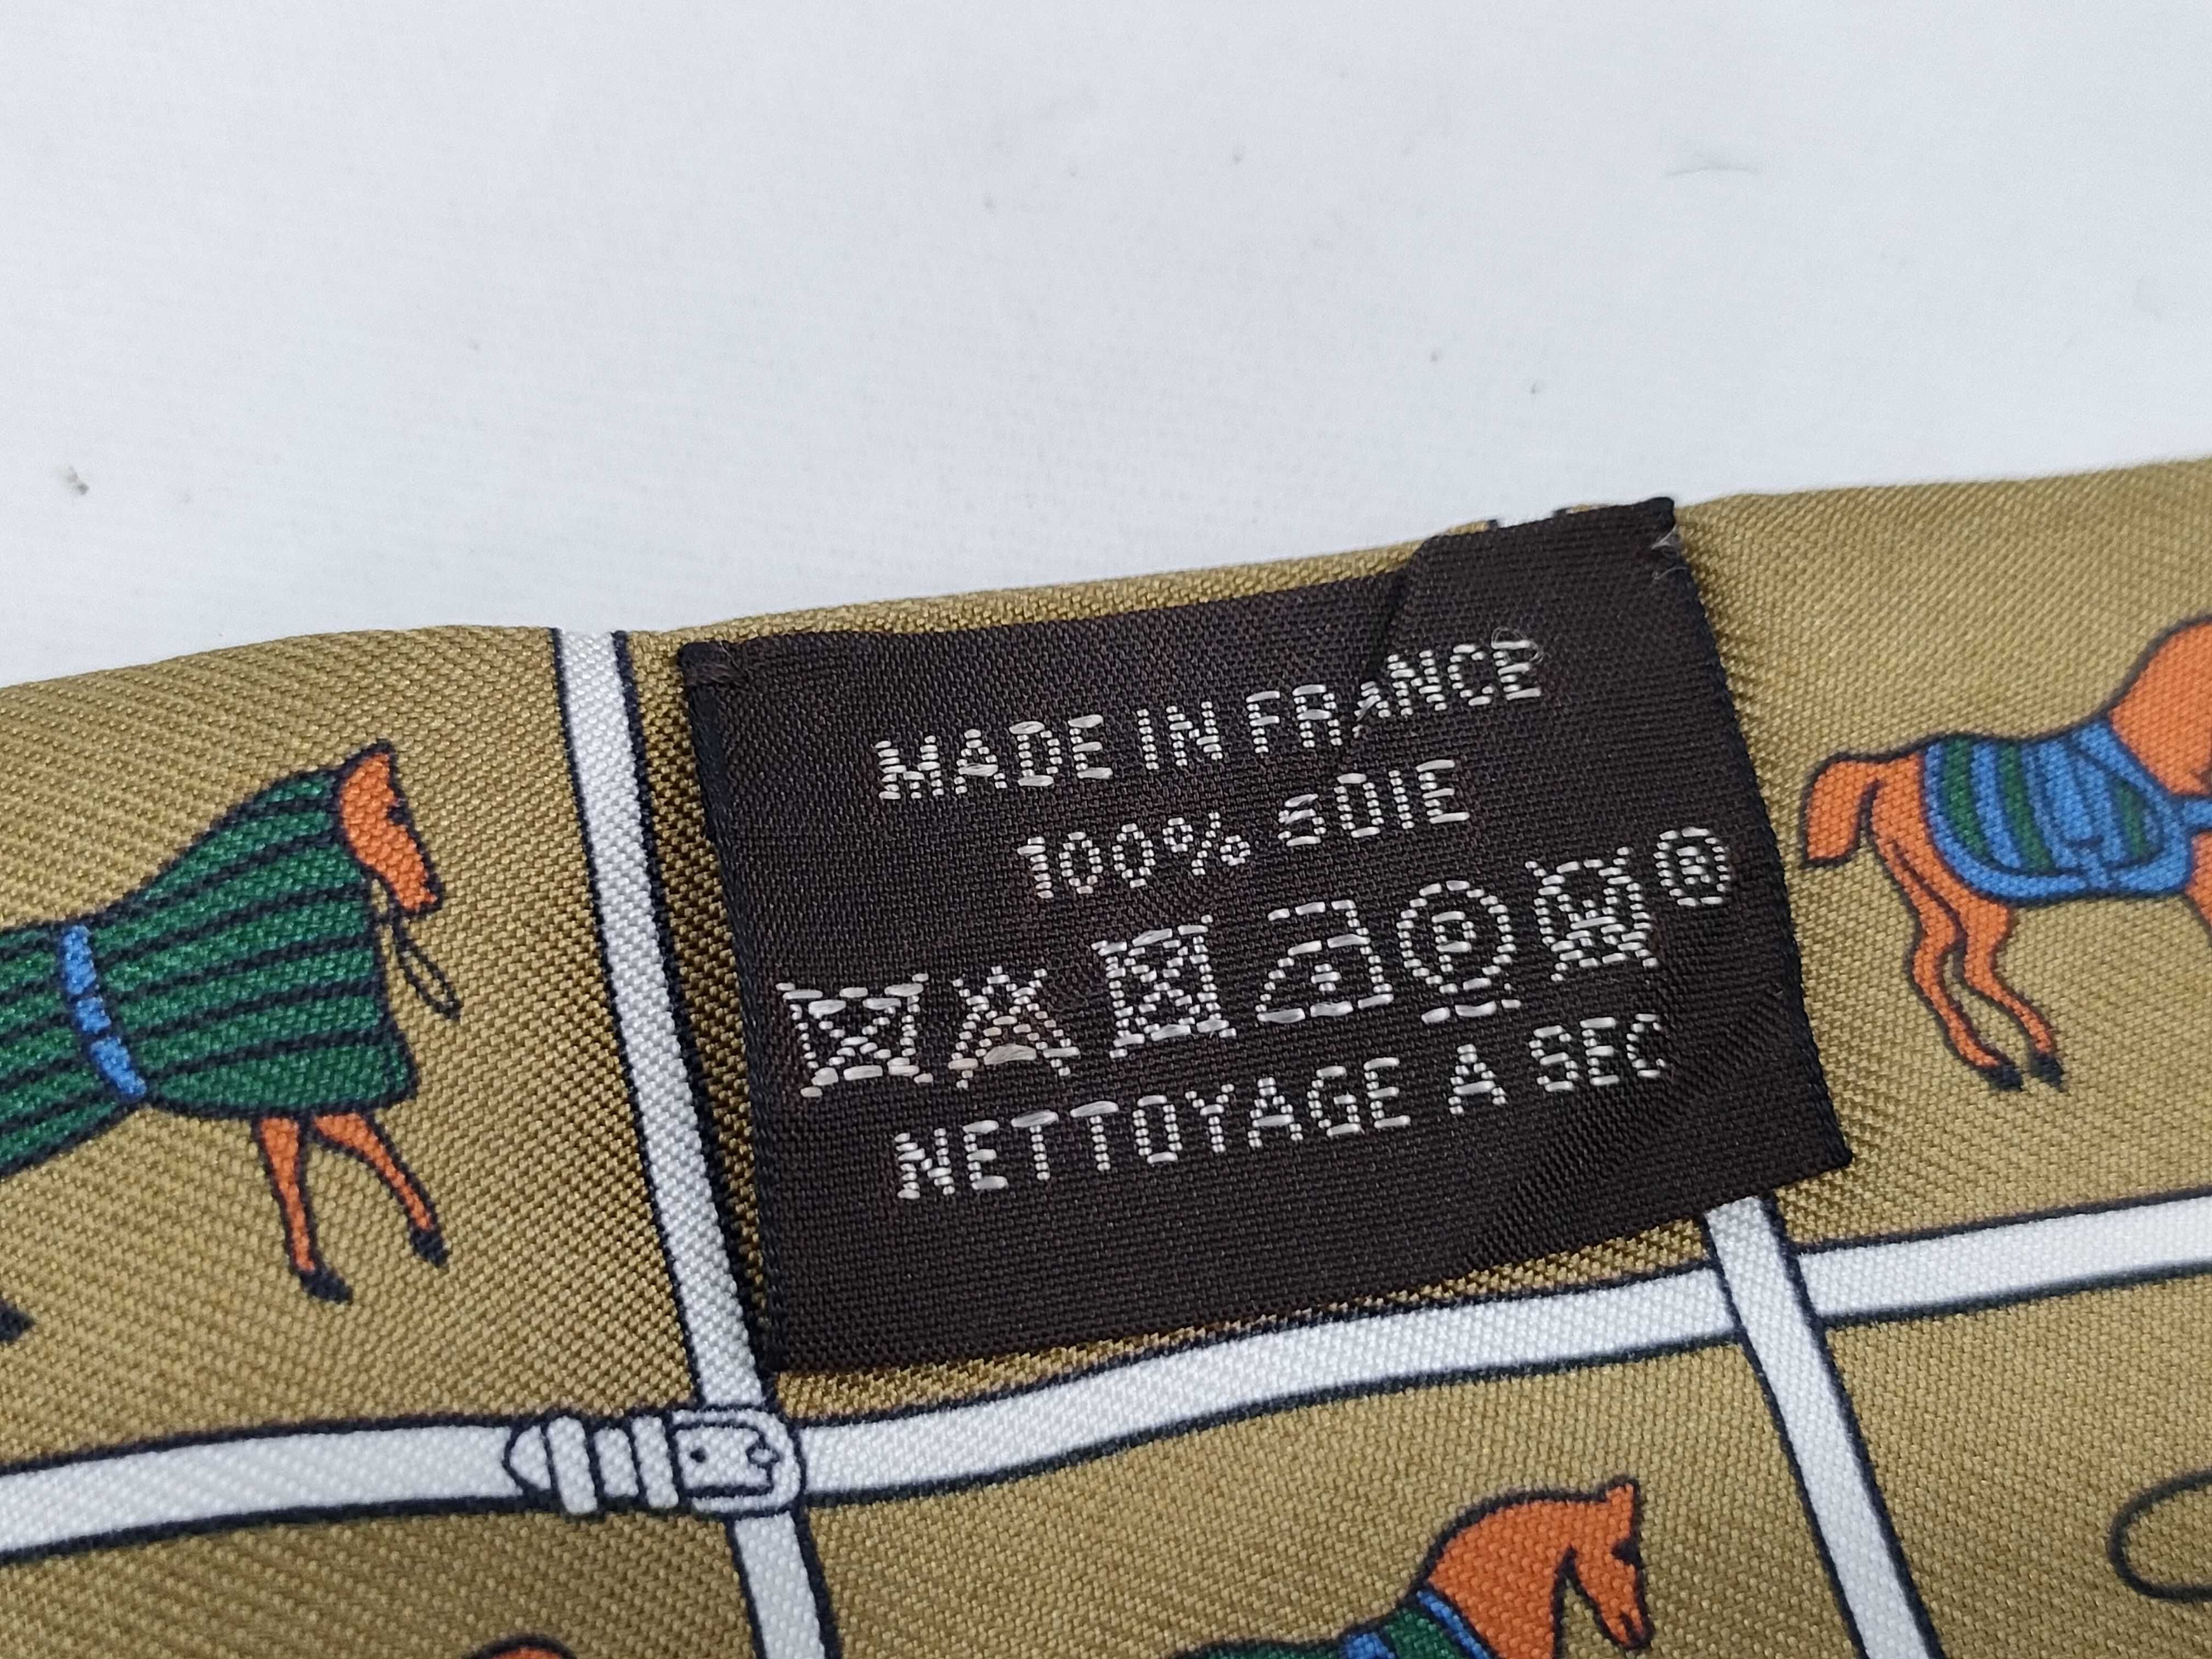 MADE IN FRANCE
100% SOIE
P W ®
NETTOYAGE A SEC